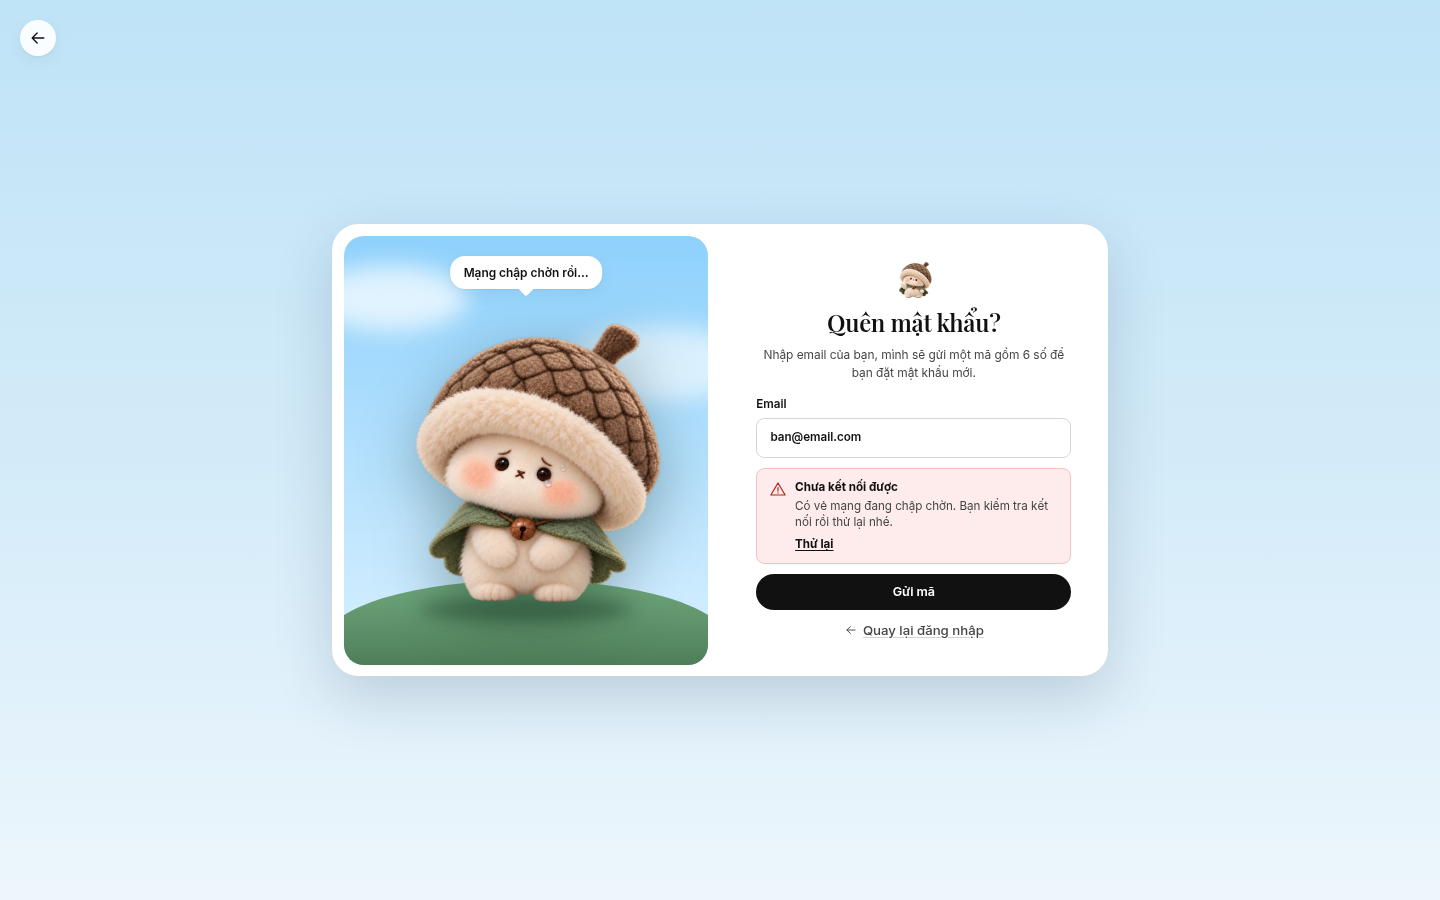 Mạng chập chờn rồi...
Quên mật khẩu?
Nhập email của bạn, mình sẽ gửi một mã gồm 6 số để
bạn đặt mật khẩu mới.
Email
ban@email.com
Chưa kết nối được
Có vẻ mạng đang chập chờn. Bạn kiểm tra kết
nối rồi thử lại nhé.
Thử lại
Gửi mã
← Quay lại đăng nhập